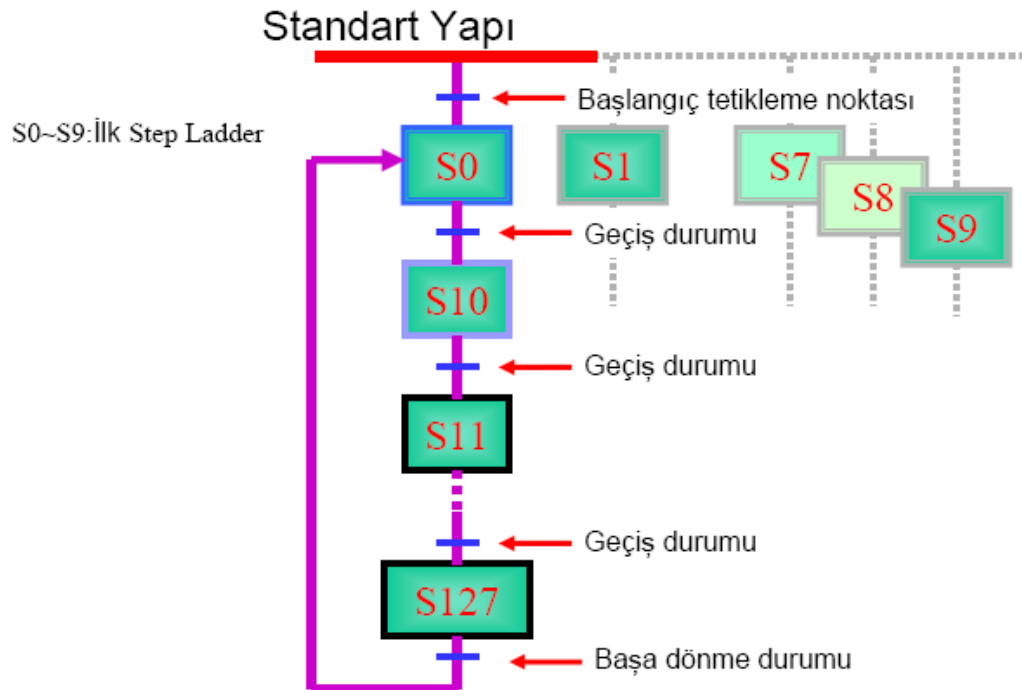 Standart Yapı
Başlangıç tetikleme noktası
S0~S9:İlk Step Ladder
S0
S1
S7
S8
S9
Geçiş durumu
S10
Geçiş durumu
S11
Geçiş durumu
S127
Başa dönme durumu